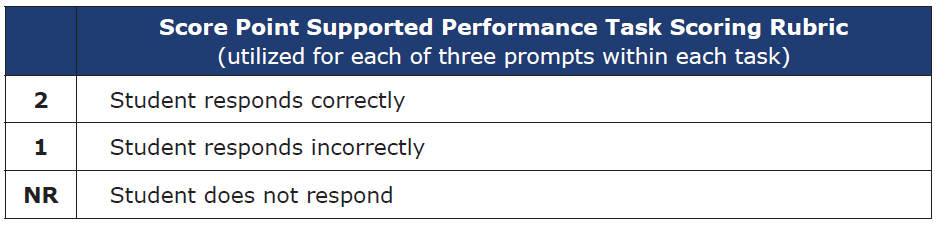 Score Point Supported Performance Task Scoring Rubric
(utilized for each of three prompts within each task)
2 Student responds correctly
1 Student responds incorrectly
NR Student does not respond